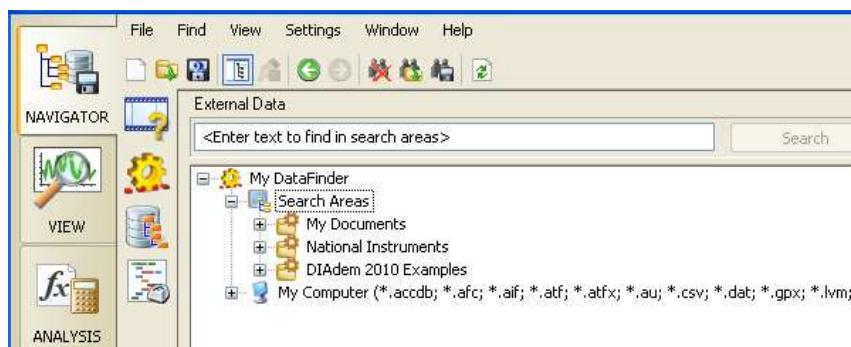 File Find View Settings Window Help
NAVIGATOR
External Data
<Enter text to find in search areas>
Search
My DataFinder
Search Areas
VIEW
My Documents
National Instruments
DIAdem 2010 Examples
My Computer (*.accdb; *.afc; *.aif; *.atf; *.atfx; *.au; *.csv; *.dat; *.gpx; *.lvm;
fx
ANALYSIS